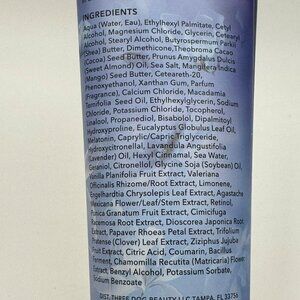 INGREDIENTS
Aqua (Water, Eau), Ethylhexyl Palmitate, Cetyl
Alcohol, Magnesium Chloride, Glycerin, Cetearyl
Alcohol, Stearyl Alcohol, Butyrospermum Parkii
(Shea) Butter, Dimethicone, Theobroma Cacao
(Cocoa) Seed Butter, Prunus Amygdalus Dulcis
(Sweet Almond) Oil, Sea Salt, Mangifera Indica
(Mango) Seed Butter, Ceteareth-20,
Phenoxyethanol, Xanthan Gum, Parfum
(Fragrance), Calcium Chloride, Macadamia
Ternifolia Seed Oil, Ethylhexylglycerin, Sodium
Chloride, Potassium Chloride, Tocopherol,
Linalool, Propanediol, Bisabolol, Dipalmitoyl
Hydroxyproline, Eucalyptus Globulus Leaf Oil,
Melatonin, Caprylic/Capric Triglyceride,
Hydroxycitronellal, Lavandula Angustifolia
(Lavender) Oil, Hexyl Cinnamal, Sea Water,
Geraniol, Citronellol, Glycine Soja (Soybean) Oil,
Vanilla Planifolia Fruit Extract, Valeriana
Officinalis Rhizome/Root Extract, Limonene,
Engelhardtia Chrysolepis Leaf Extract, Agastache
Mexicana Flower/Leaf/Stem Extract, Retinol,
Punica Granatum Fruit Extract, Cimicifuga
Racemosa Root Extract, Dioscorea Japonica Root
Extract, Papaver Rhoeas Petal Extract, Trifolium
Pratense (Clover) Leaf Extract, Ziziphus Jujuba
Fruit Extract, Citric Acid, Coumarin, Bacillus
Ferment, Chamomilla Recutita (Matricaria) Flower
Extract, Benzyl Alcohol, Potassium Sorbate,
Sodium Benzoate
DIST. THREE DOG BEAUTY LLC TAMPA, FL 33756